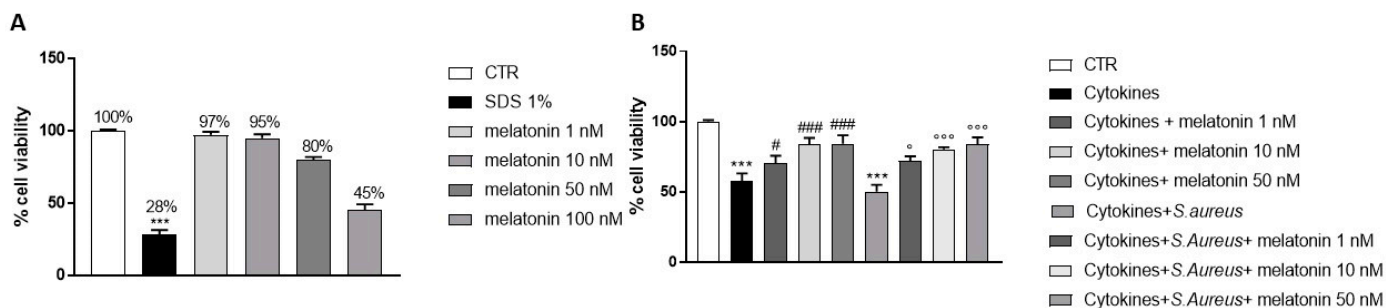 A
% cell viability
150
100
50
0
100%
28%
***
97%
95%
80%
45%
CTR
SDS 1%
melatonin 1 nM
melatonin 10 nM
melatonin 50 nM
melatonin 100 nM
B
% cell viability
150
100
50
0
***
#
###
###
***
°
°°°
°°°
CTR
Cytokines
Cytokines + melatonin 1 nM
Cytokines+ melatonin 10 nM
Cytokines+ melatonin 50 nM
Cytokines+S.aureus
Cytokines+S.Aureus+ melatonin 1 nM
Cytokines+S.Aureus+ melatonin 10 nM
Cytokines+S.Aureus+ melatonin 50 nM